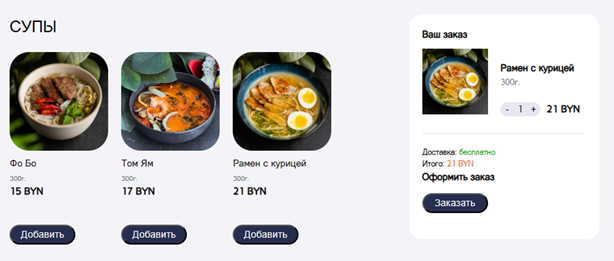 СУПЫ
Фо Бо
300г.
15 BYN
Добавить
Том Ям
300г.
17 BYN
Добавить
Рамен с курицей
300г.
21 BYN
Добавить
Ваш заказ
Рамен с курицей
300г.
- 1 + 21 BYN
Доставка: бесплатно
Итого: 21 BYN
Оформить заказ
Заказать